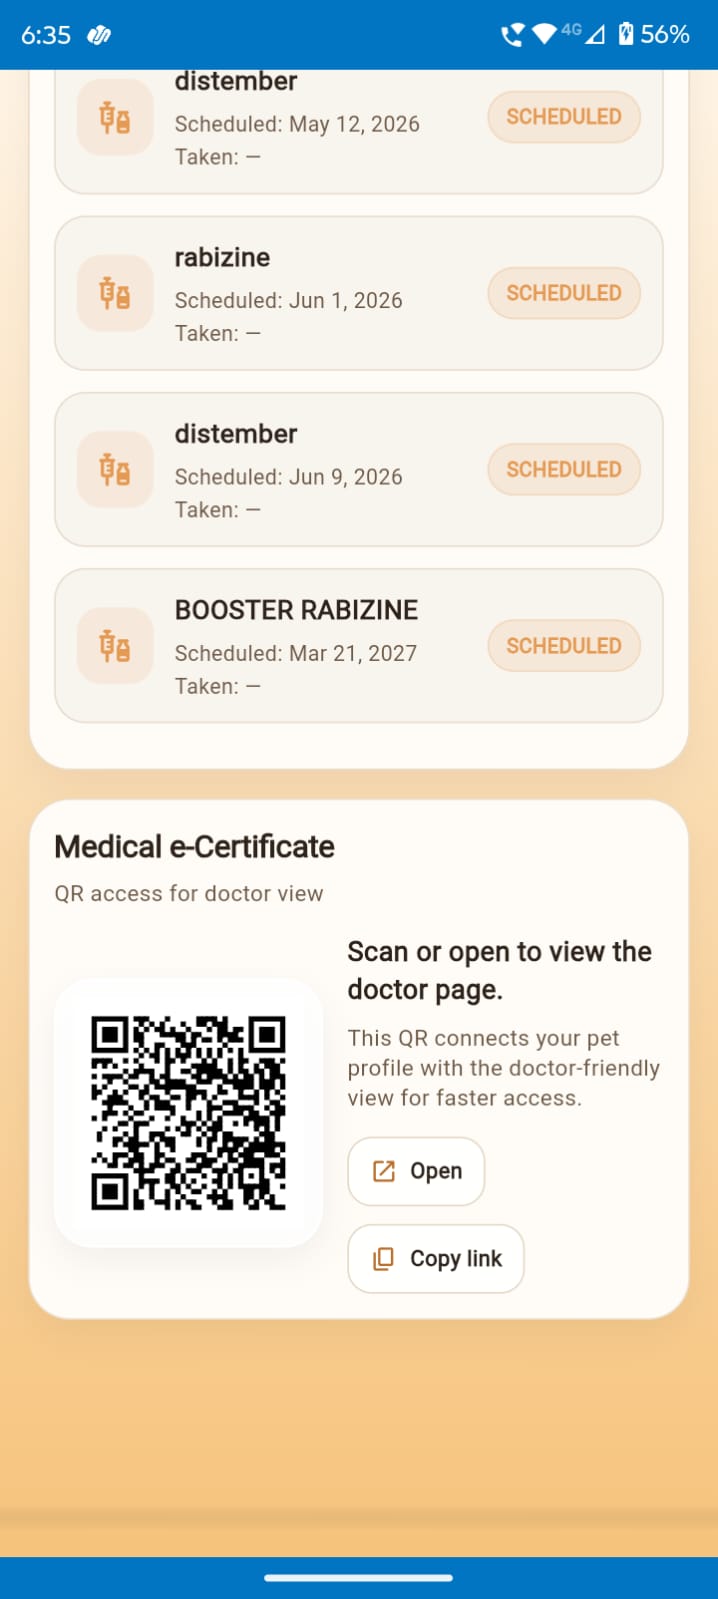 6:35
4G
56%
distember
Scheduled: May 12, 2026
Taken: —
SCHEDULED
rabizine
Scheduled: Jun 1, 2026
Taken: —
SCHEDULED
distember
Scheduled: Jun 9, 2026
Taken: —
SCHEDULED
BOOSTER RABIZINE
Scheduled: Mar 21, 2027
Taken: —
SCHEDULED
Medical e-Certificate
QR access for doctor view
Scan or open to view the
doctor page.
This QR connects your pet
profile with the doctor-friendly
view for faster access.
Open
Copy link